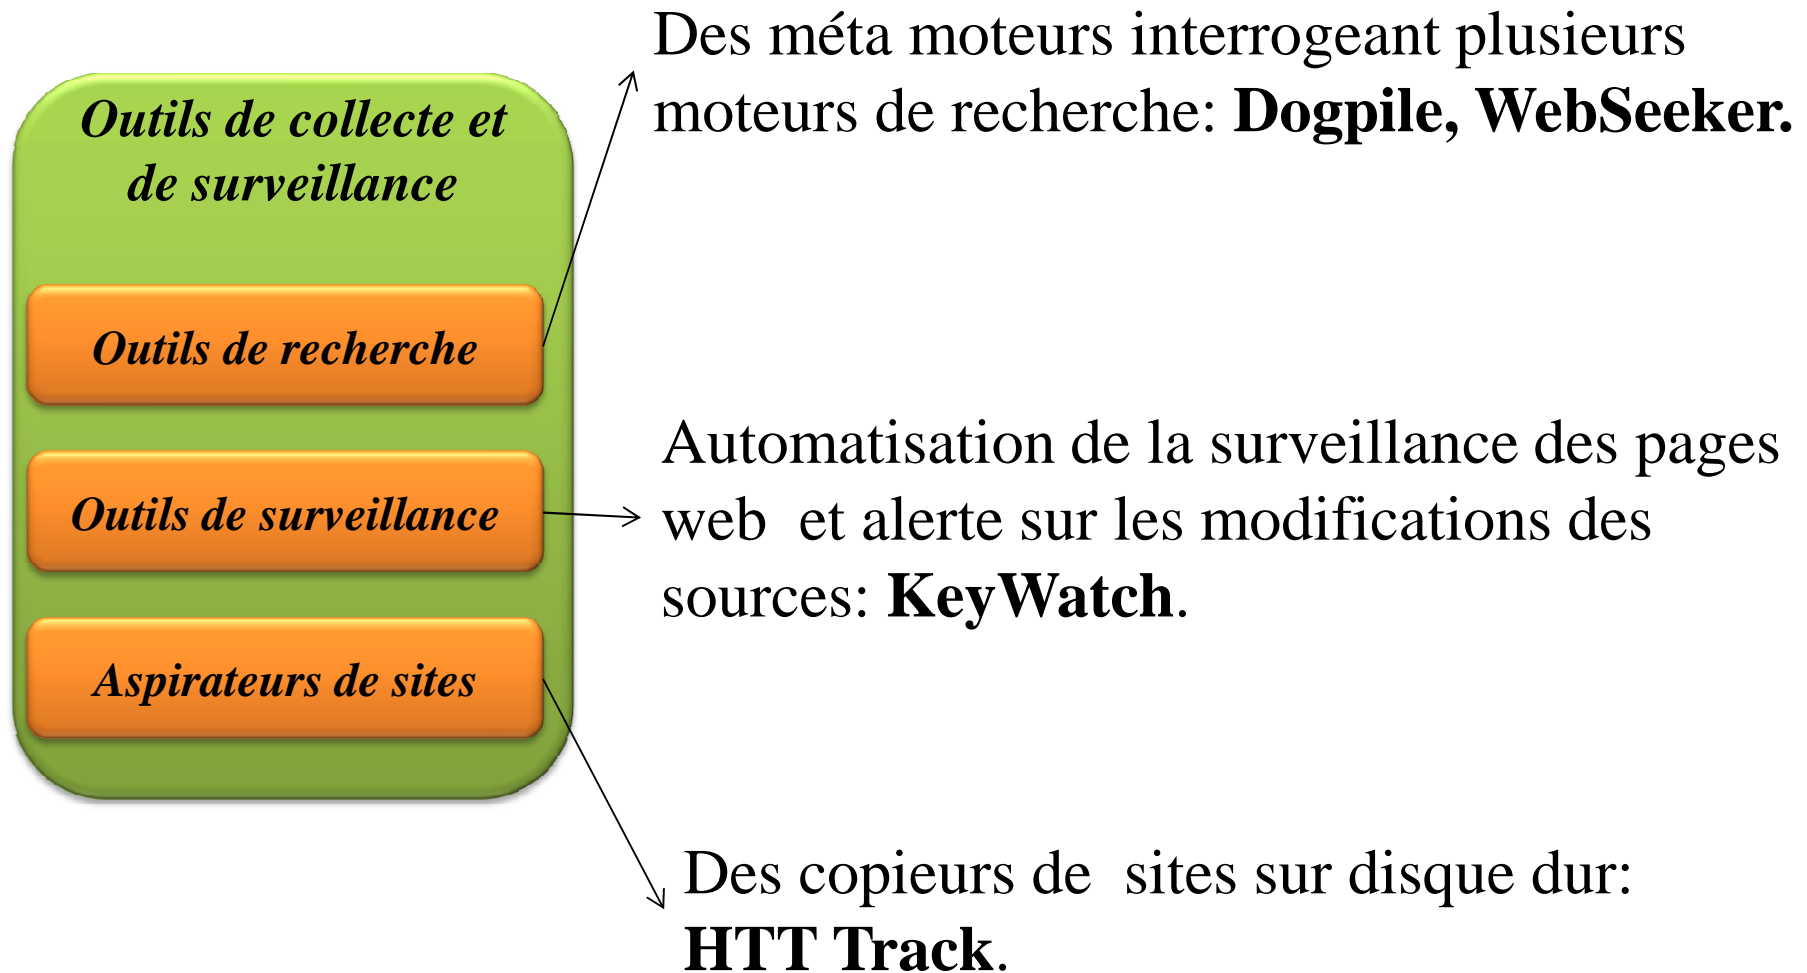 Outils de collecte et
de surveillance
Outils de recherche
Des méta moteurs interrogeant plusieurs
moteurs de recherche: Dogpile, WebSeeker.
Outils de surveillance
Automatisation de la surveillance des pages
web  et alerte sur les modifications des
sources: KeyWatch.
Aspirateurs de sites
Des copieurs de  sites sur disque dur:
HTT Track.